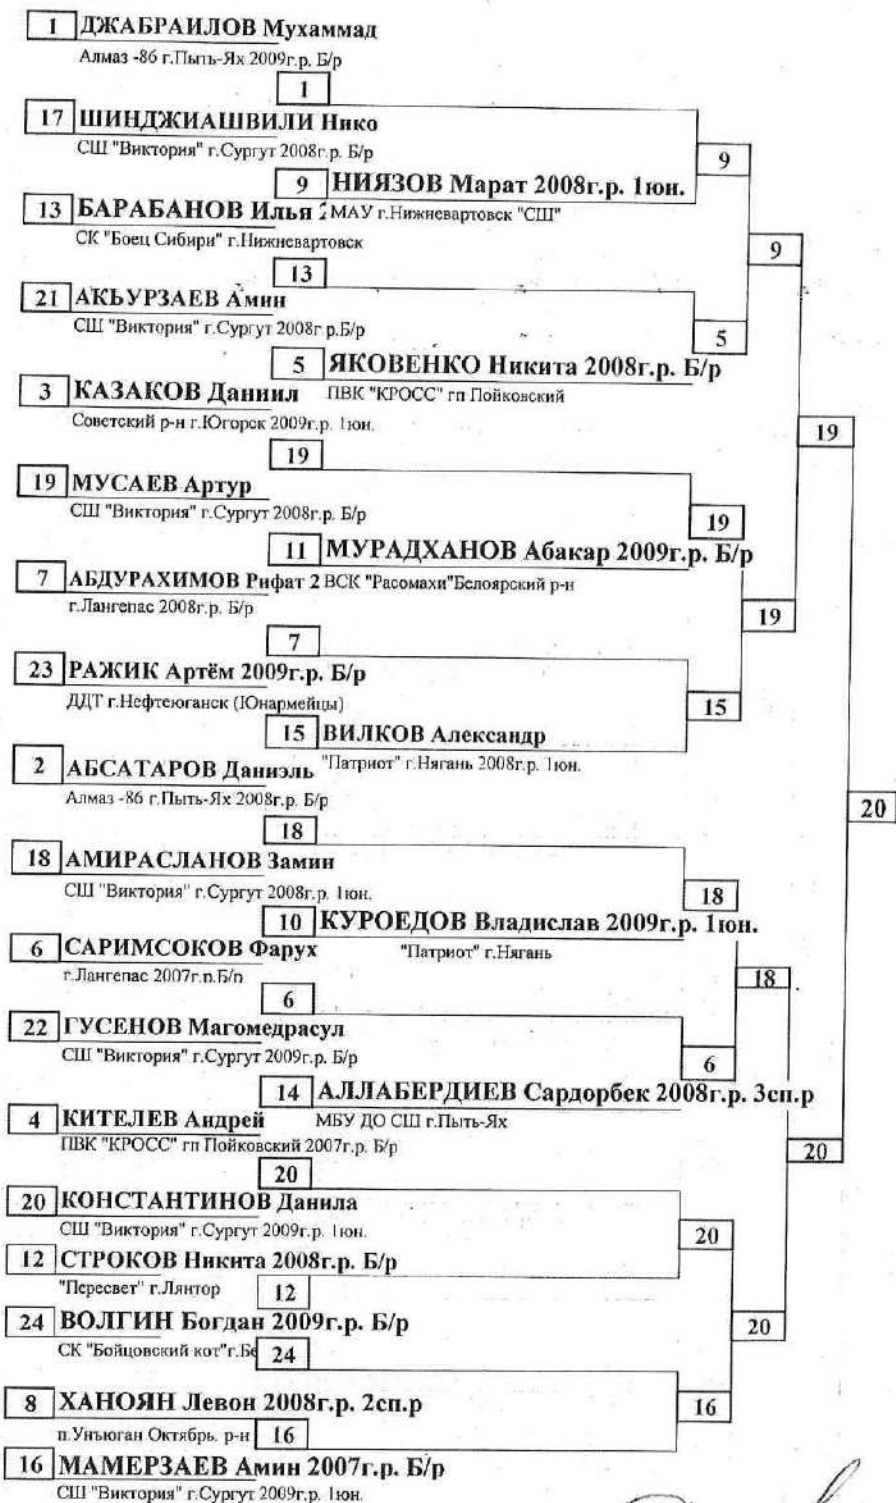 1 ДЖАБРАИЛОВ Мухаммад
Алмаз -86 г.Пыть-Ях 2009г.р. Б/р
1
17 ШИНДЖИАШВИЛИ Нико
СШ "Виктория" г.Сургут 2008г.р. Б/р
9
9 НИЯЗОВ Марат 2008г.р. 1юн.
13 БАРАБАНОВ Илья 2 МАУ г.Нижневартовск "СШ"
СК "Боец Сибири" г.Нижневартовск
9
13
21 АКЬУРЗАЕВ Амин
СШ "Виктория" г.Сургут 2008г р.Б/р
5
5 ЯКОВЕНКО Никита 2008г.р. Б/р
3 КАЗАКОВ Даниил ПВК "КРОСС" гп Пойковский
Советский р-н г.Югорск 2009г.р. 1юн.
19
19
19 МУСАЕВ Артур
СШ "Виктория" г.Сургут 2008г.р. Б/р
19
11 МУРАДХАНОВ Абакар 2009г.р. Б/р
7 АБДУРАХИМОВ Рифат 2 ВСК "Расомахи"Белоярский р-н
г.Лангепас 2008г.р. Б/р
19
7
23 РАЖИК Артём 2009г.р. Б/р
ДДТ г.Нефтеюганск (Юнармейцы)
15
15 ВИЛКОВ Александр
2 АБСАТАРОВ Даниэль "Патриот" г.Нягань 2008г.р. 1юн.
Алмаз -86 г.Пыть-Ях 2008г.р. Б/р
20
18
18 АМИРАСЛАНОВ Замин
СШ "Виктория" г.Сургут 2008г.р. 1юн.
18
10 КУРОЕДОВ Владислав 2009г.р. 1юн.
6 САРИМСОКОВ Фарух "Патриот" г.Нягань
г.Лангепас 2007г.п.Б/п
18
6
22 ГУСЕНОВ Магомедрасул
СШ "Виктория" г.Сургут 2009г.р. Б/р
6
14 АЛЛАБЕРДИЕВ Сардорбек 2008г.р. 3сп.р
4 КИТЕЛЕВ Андрей МБУ ДО СШ г.Пыть-Ях
ПВК "КРОСС" гп Пойковский 2007г.р. Б/р
20
20
20 КОНСТАНТИНОВ Данила
СШ "Виктория" г.Сургут 2009г.р. 1юн.
20
12 СТРОКОВ Никита 2008г.р. Б/р
"Пересвет" г.Лянтор 12
24 ВОЛГИН Богдан 2009г.р. Б/р
20
СК "Бойцовский кот"г.Бе 24
8 ХАНОЯН Левон 2008г.р. 2сп.р
16
п.Унъюган Октябрь. р-н 16
16 МАМЕРЗАЕВ Амин 2007г.р. Б/р
СШ "Виктория" г.Сургут 2009г.р. 1юн.